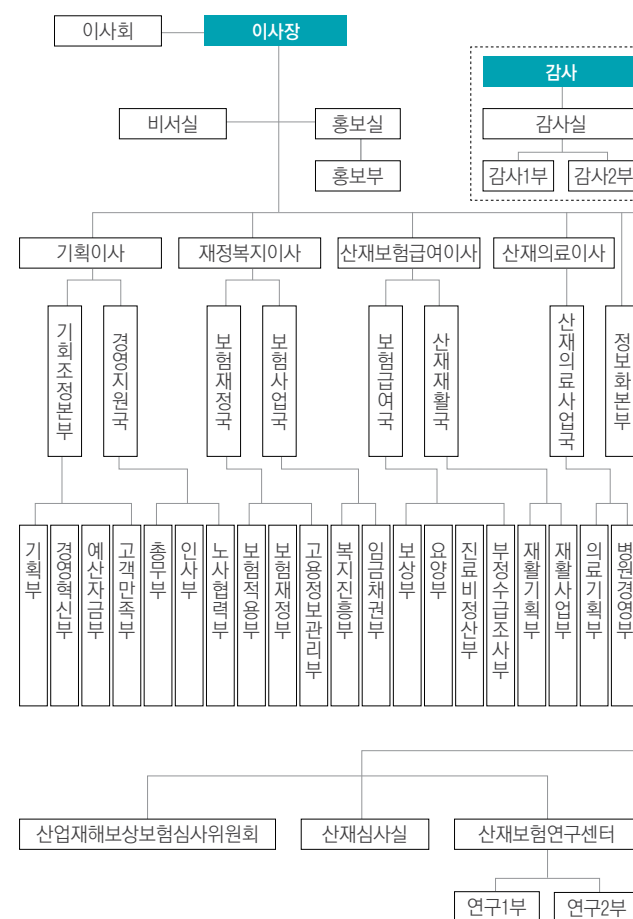 이사회
이사장
감사
비서실
홍보실
감사실
홍보부
감사1부
감사2부
기획이사
재정복지이사
산재보험급여이사
산재의료이사
기회조정본부
경영지원국
보험재정국
보험사업국
보험급여국
산재재활국
산재의료사업국
정보화본부
기획부
경영혁신부
예산자금부
고객만족부
총무부
인사부
노사협력부
보험적용부
보험재정부
고용정보관리부
복지진흥부
임금채권부
보상부
요양부
진료비정산부
부정수급조사부
재활기획부
재활사업부
의료기획부
병원경영부
산업재해보상보험심사위원회
산재심사실
산재보험연구센터
연구1부
연구2부